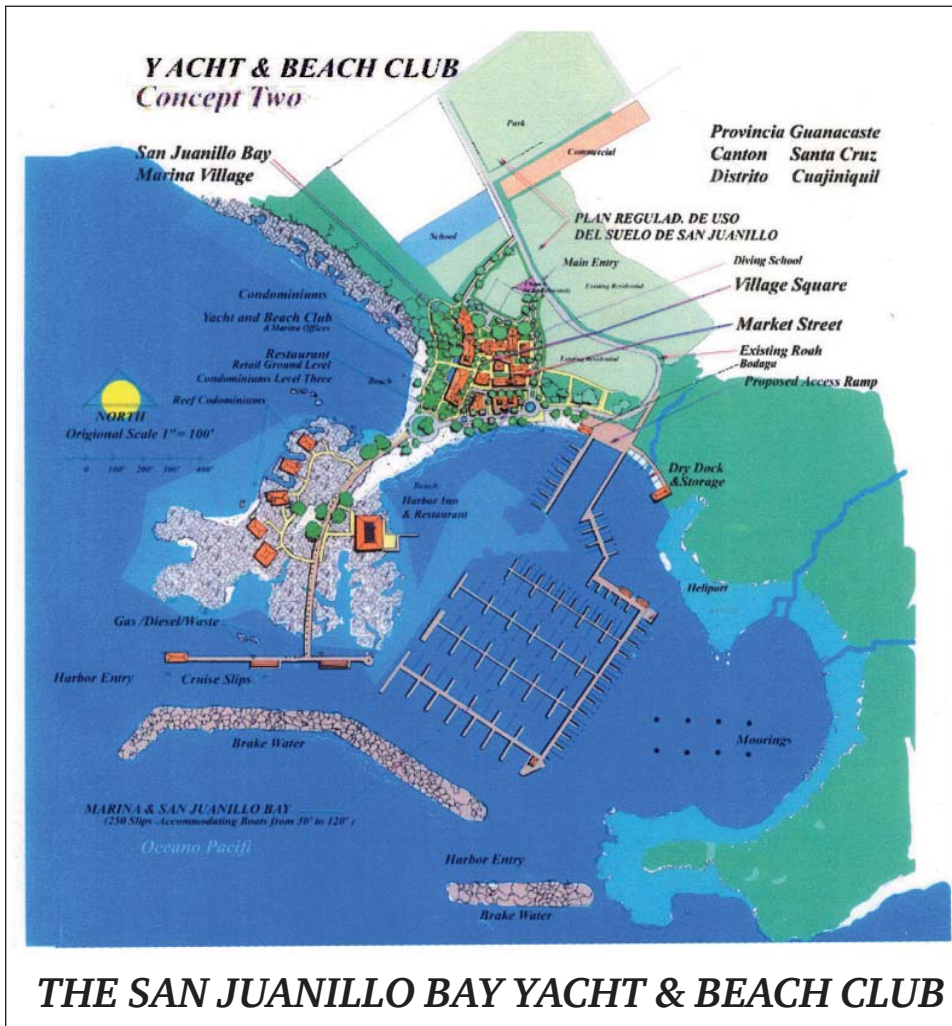 Y ACHT & BEACH CLUB
Concept Two
San Juanillo Bay
Marina Village
Park
Commercial
Provincia Guanacaste
Canton Santa Cruz
Distrito Cuajiniquil
School
PLAN REGULAD. DE USO
DEL SUELO DE SAN JUANILLO
Main Entry
Diving School
Existing Residential
Village Square
Condominiums
Yacht and Beach Club
& Marina Offices
Market Street
Restaurant
Retail Ground Level
Condominiums Level Three
Beach
Existing Residential
Existing Roah
Bodaga
Proposed Access Ramp
Reef Codominiums
NORTH
Origional Scale 1"= 100'
0 100' 200' 300' 400'
Dry Dock
&Storage
Beach
Harbor Inn
& Restaurant
Heliport
Gas /Diesel/Waste
Harbor Entry
Cruise Slips
Brake Water
Moorings
MARINA & SAN JUANILLO BAY
(250 Slips Accommodating Boats from 30' to 120' )
Oceano Pacifi
Harbor Entry
Brake Water
THE SAN JUANILLO BAY YACHT & BEACH CLUB